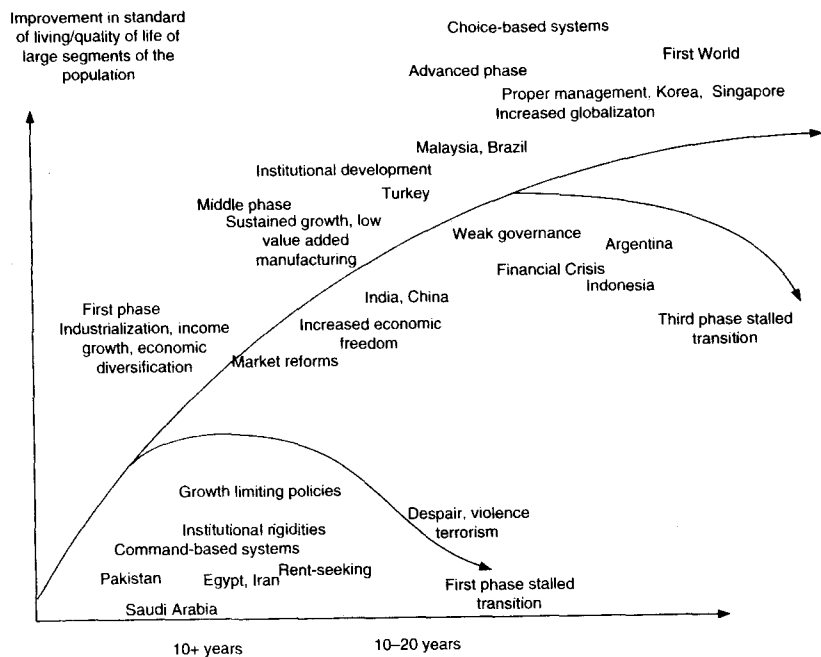 Improvement in standard
of living/quality of life of
large segments of the
population
Choice-based systems
First World
Advanced phase
Proper management, Korea, Singapore
Increased globalizaton
Malaysia, Brazil
Institutional development
Turkey
Middle phase
Sustained growth, low
value added
manufacturing
Weak governance
Argentina
Financial Crisis
Indonesia
India, China
First phase
Industrialization, income
growth, economic
diversification
Increased economic
freedom
Third phase stalled
transition
Market reforms
Growth limiting policies
Despair, violence
terrorism
Institutional rigidities
Command-based systems
Rent-seeking
Pakistan
Egypt, Iran
First phase stalled
transition
Saudi Arabia
10+ years
10–20 years